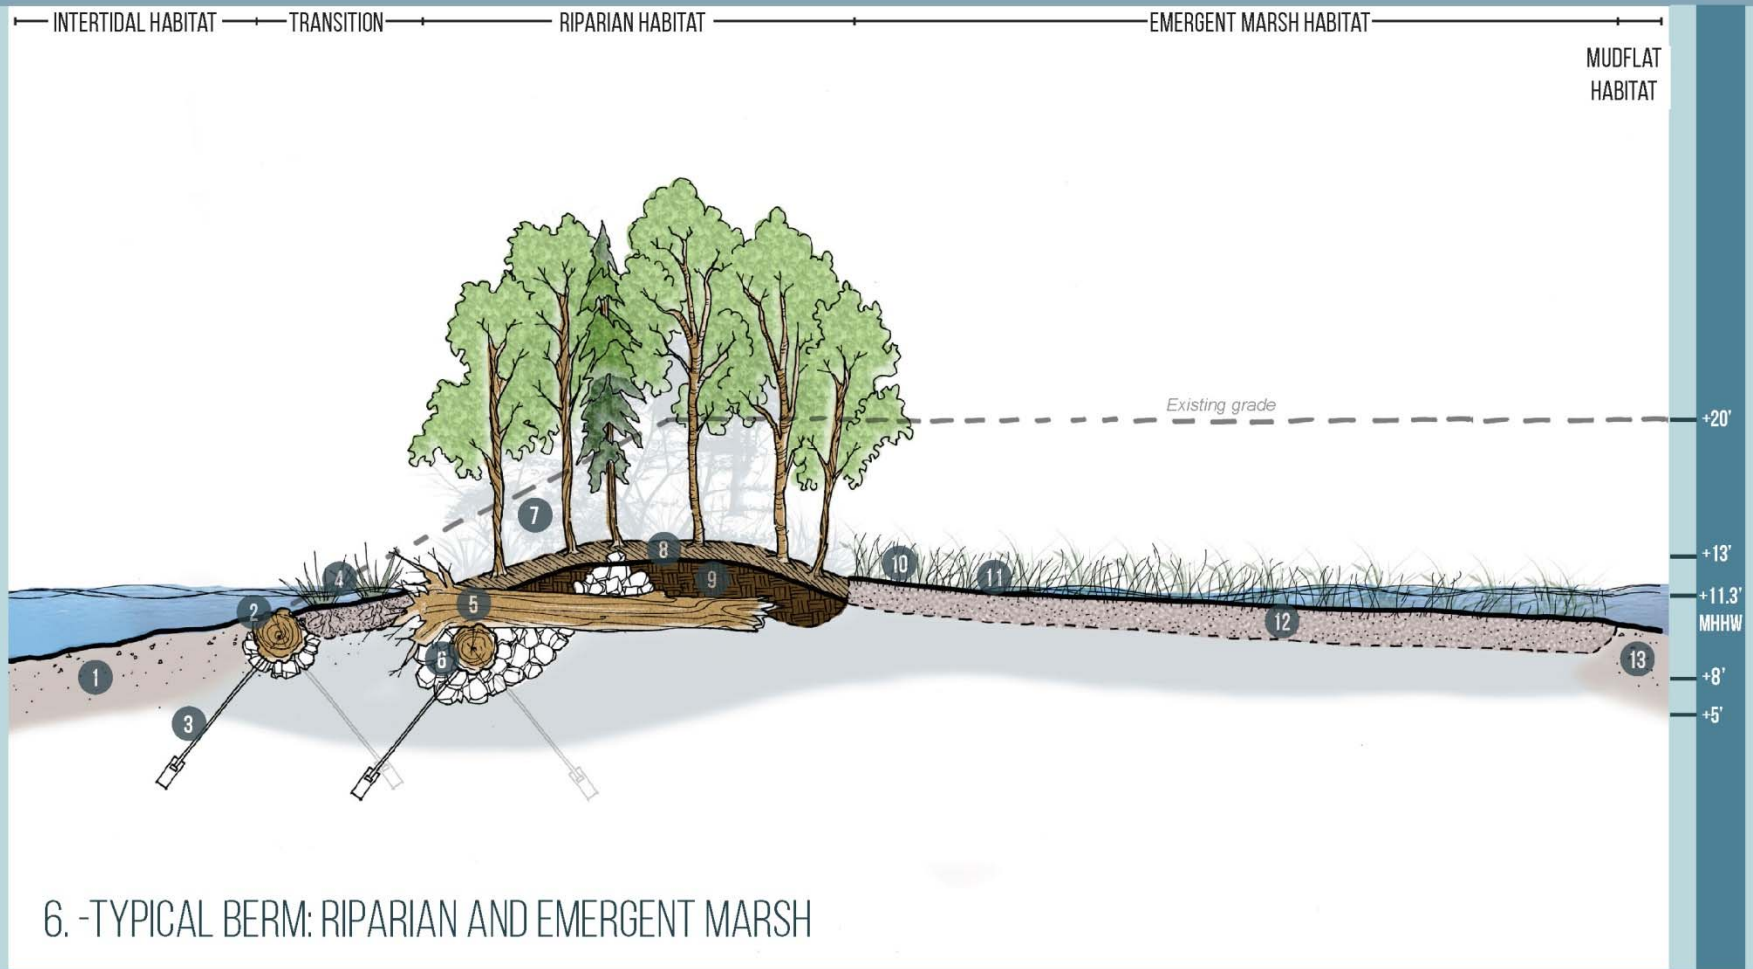 INTERTIDAL HABITAT
TRANSITION
RIPARIAN HABITAT
EMERGENT MARSH HABITAT
MUDFLAT
HABITAT
Existing grade
+20'
7
+13'
8
10
4
9
11
+11.3'
2
5
12
MHHW
6
13
1
+8'
3
+5'
6. -TYPICAL BERM: RIPARIAN AND EMERGENT MARSH